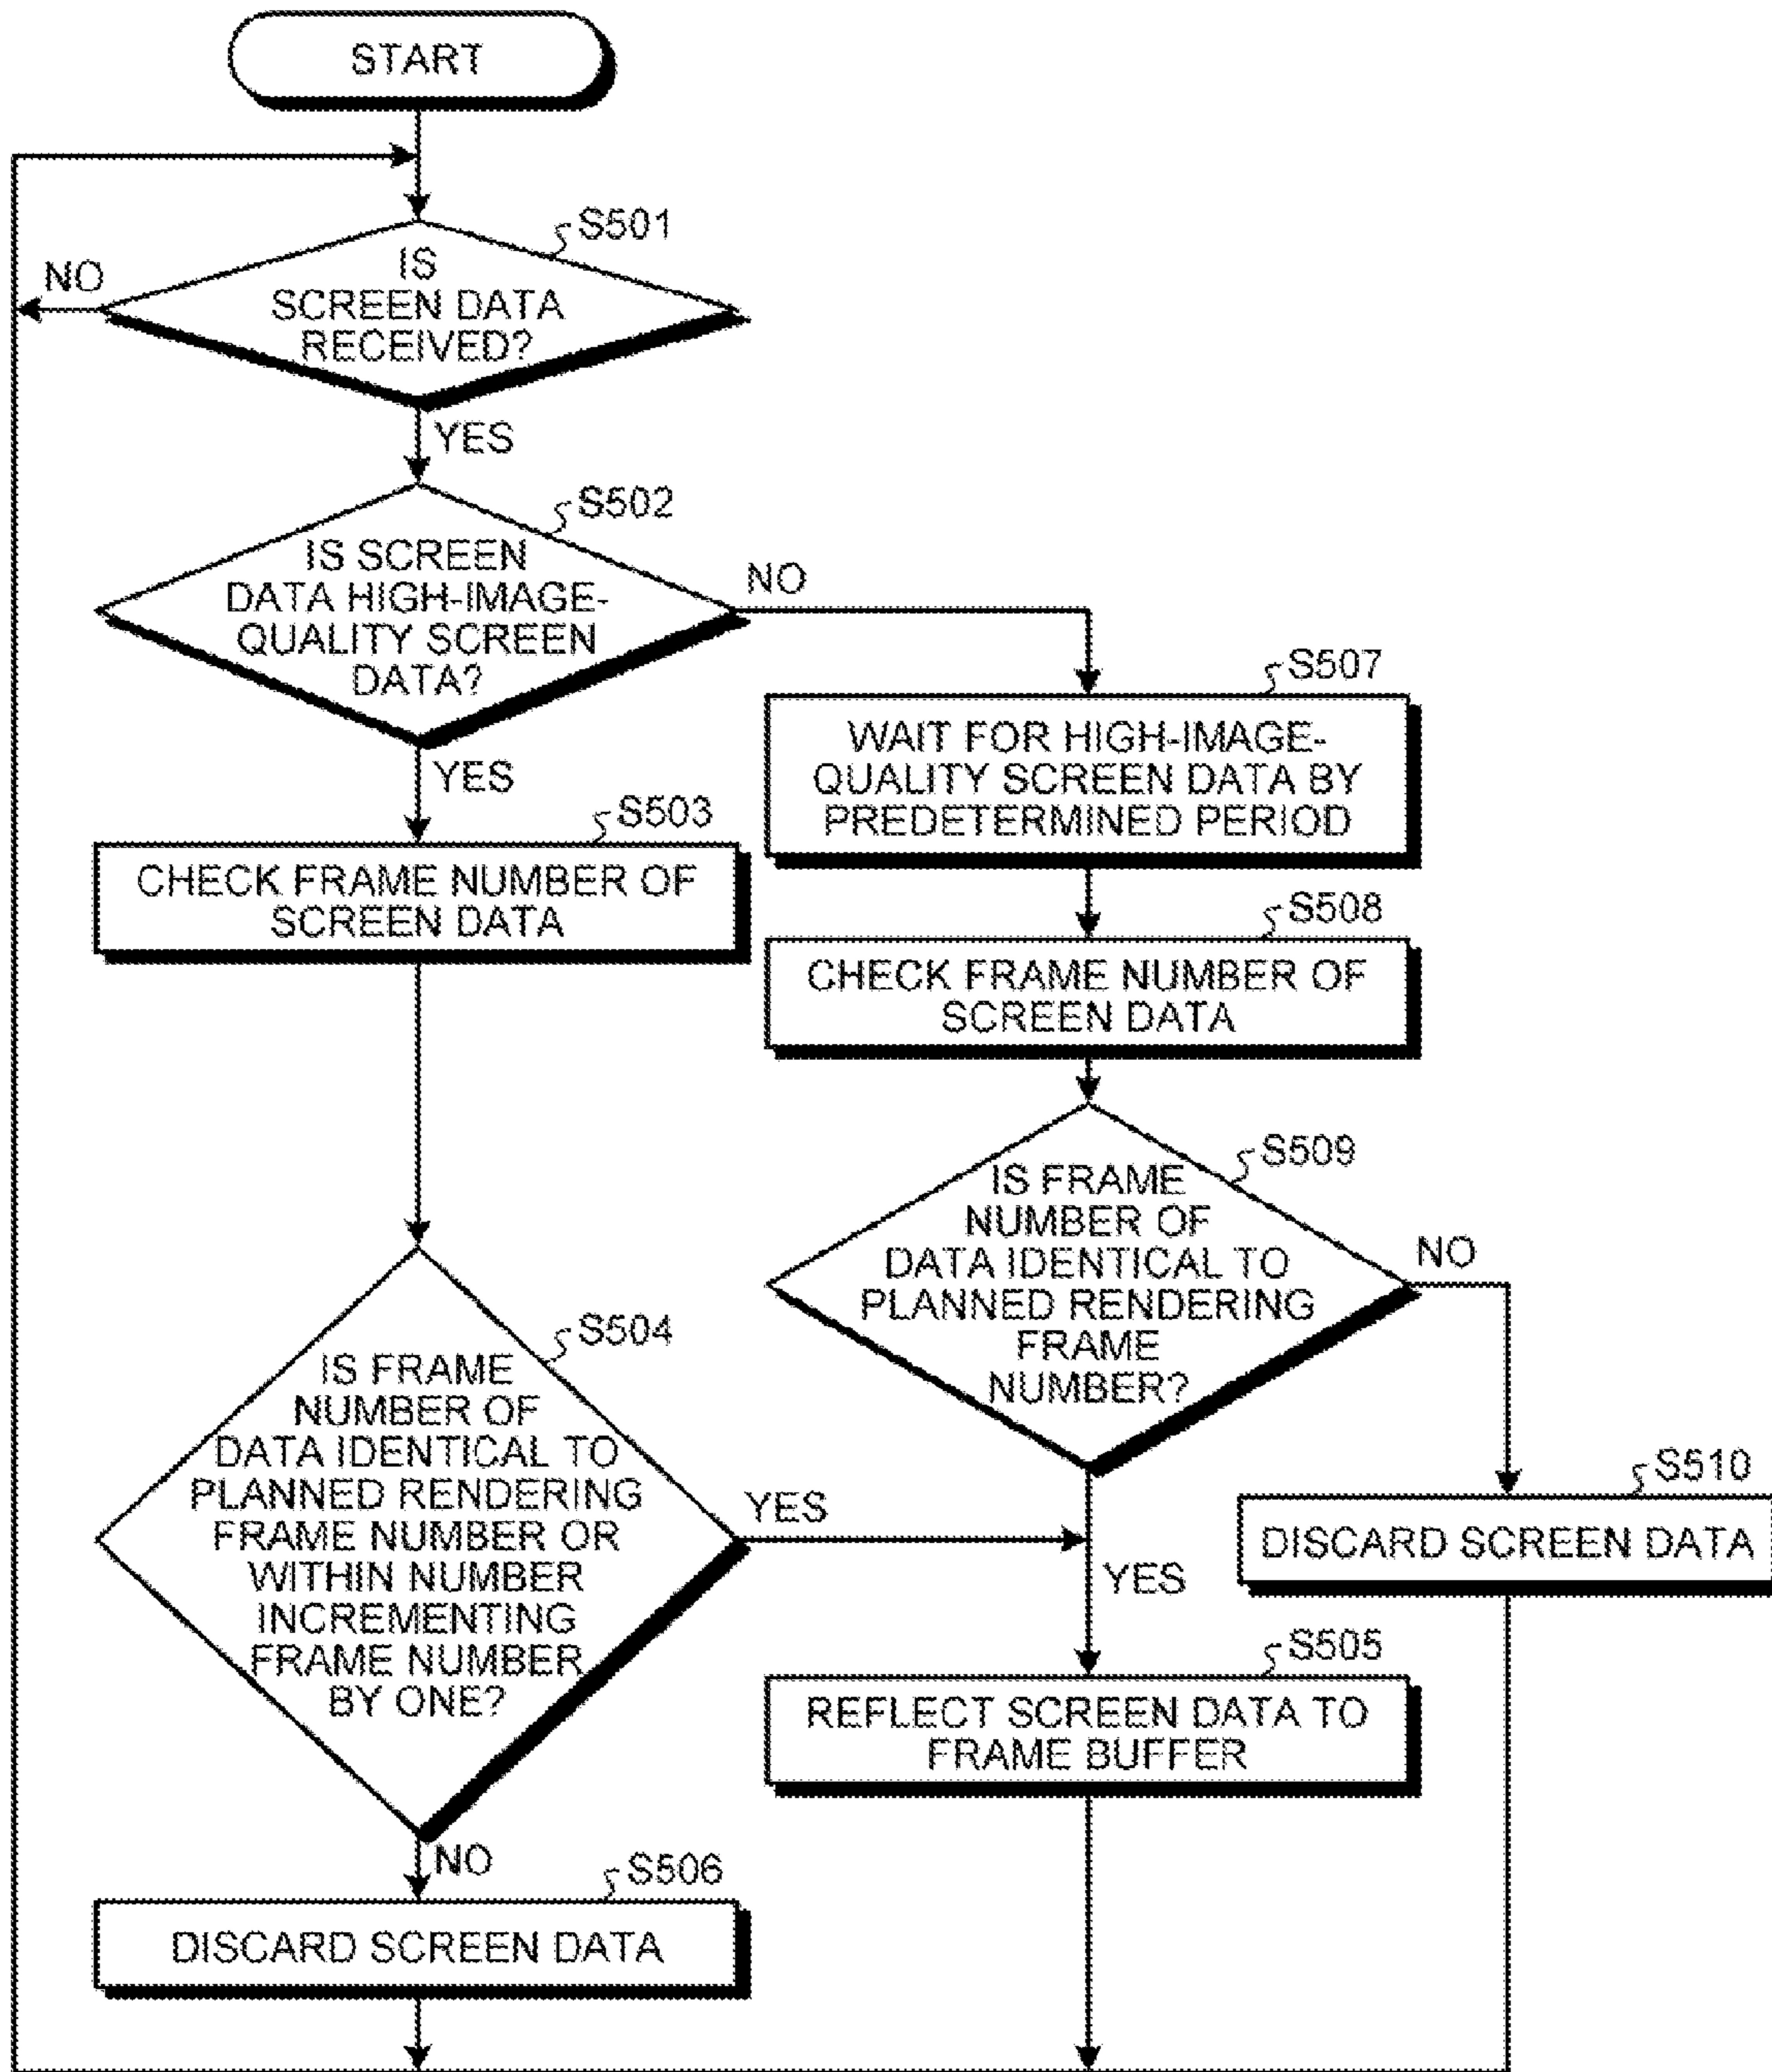 START
S501
IS
SCREEN DATA
RECEIVED?
NO
YES
S502
IS SCREEN
DATA HIGH-IMAGE-
QUALITY SCREEN
DATA?
NO
YES
S503
CHECK FRAME NUMBER OF
SCREEN DATA
S504
IS FRAME
NUMBER OF
DATA IDENTICAL TO
PLANNED RENDERING
FRAME NUMBER OR
WITHIN NUMBER
INCREMENTING
FRAME NUMBER
BY ONE?
YES
NO
S506
DISCARD SCREEN DATA
S507
WAIT FOR HIGH-IMAGE-
QUALITY SCREEN DATA BY
PREDETERMINED PERIOD
S508
CHECK FRAME NUMBER OF
SCREEN DATA
S509
IS FRAME
NUMBER OF
DATA IDENTICAL TO
PLANNED RENDERING
FRAME
NUMBER?
NO
YES
S505
REFLECT SCREEN DATA TO
FRAME BUFFER
S510
DISCARD SCREEN DATA